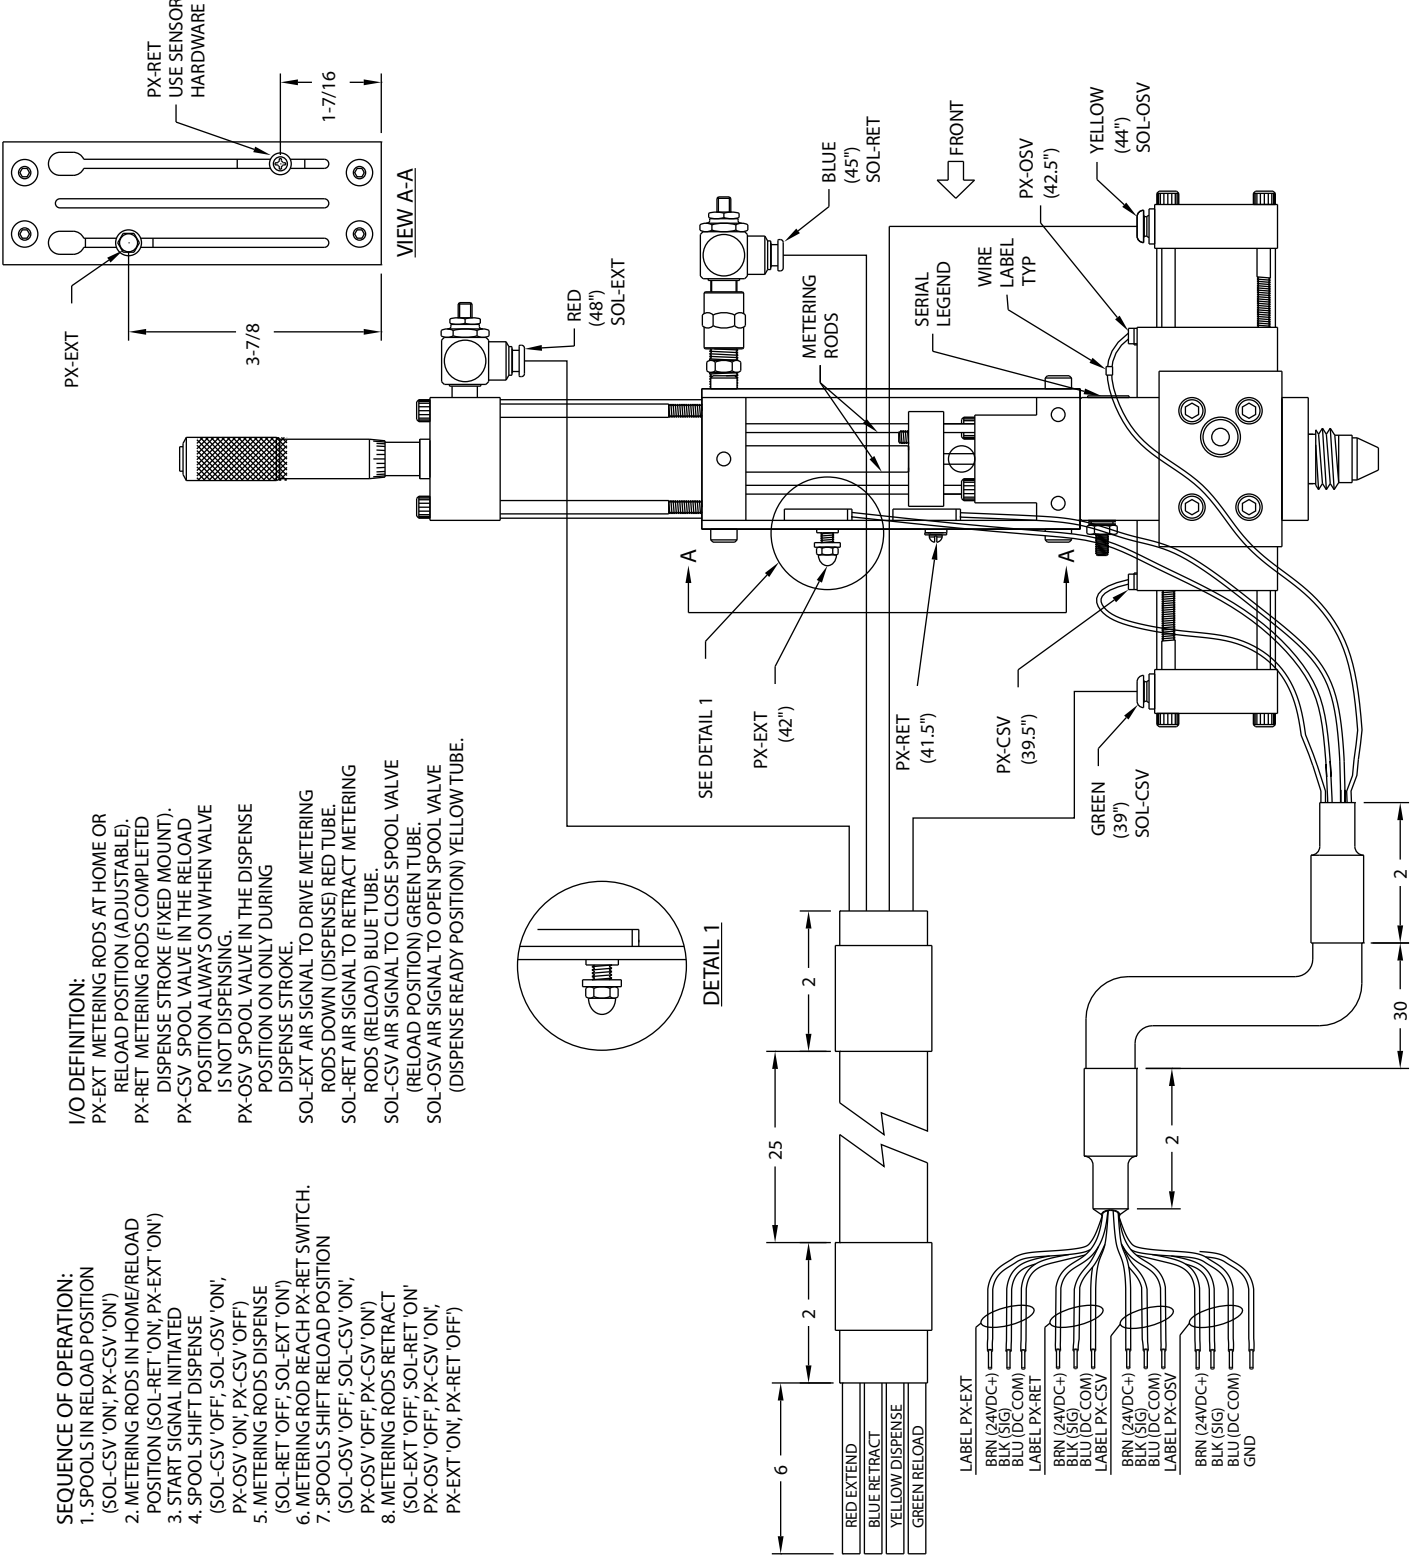 SEQUENCE OF OPERATION:
1. SPOOLS IN RELOAD POSITION
(SOL-CSV 'ON', PX-CSV 'ON')
2. METERING RODS IN HOME/RELOAD
POSITION (SOL-RET 'ON', PX-EXT 'ON')
3. START SIGNAL INITIATED
4. SPOOL SHIFT DISPENSE
(SOL-CSV 'OFF', SOL-OSV 'ON',
PX-OSV 'ON', PX-CSV 'OFF')
5. METERING RODS DISPENSE
(SOL-RET 'OFF', SOL-EXT 'ON')
6. METERING ROD REACH PX-RET SWITCH.
7. SPOOLS SHIFT RELOAD POSITION
(SOL-OSV 'OFF', SOL-CSV 'ON',
PX-OSV 'OFF', PX-CSV 'ON')
8. METERING RODS RETRACT
(SOL-EXT 'OFF', SOL-RET 'ON'
PX-OSV 'OFF', PX-CSV 'ON',
PX-EXT 'ON', PX-RET 'OFF')
I/O DEFINITION:
PX-EXT METERING RODS AT HOME OR
RELOAD POSITION (ADJUSTABLE).
PX-RET METERING RODS COMPLETED
DISPENSE STROKE (FIXED MOUNT).
PX-CSV SPOOL VALVE IN THE RELOAD
POSITION ALWAYS ON WHEN VALVE
IS NOT DISPENSING.
PX-OSV SPOOL VALVE IN THE DISPENSE
POSITION ON ONLY DURING
DISPENSE STROKE.
SOL-EXT AIR SIGNAL TO DRIVE METERING
RODS DOWN (DISPENSE) RED TUBE.
SOL-RET AIR SIGNAL TO RETRACT METERING
RODS (RELOAD) BLUE TUBE.
SOL-CSV AIR SIGNAL TO CLOSE SPOOL VALVE
(RELOAD POSITION) GREEN TUBE.
SOL-OSV AIR SIGNAL TO OPEN SPOOL VALVE
(DISPENSE READY POSITION) YELLOW TUBE.
PX-EXT
3-7/8
PX-RET
USE SENSOR
HARDWARE
1-7/16
VIEW A-A
RED
(48")
SOL-EXT
BLUE
(45")
SOL-RET
FRONT
METERING
RODS
SERIAL
LEGEND
WIRE
LABEL
TYP
PX-OSV
(42.5")
YELLOW
(44")
SOL-OSV
A
A
SEE DETAIL 1
PX-EXT
(42")
PX-RET
(41.5")
PX-CSV
(39.5")
GREEN
(39")
SOL-CSV
DETAIL 1
6
2
25
2
RED EXTEND
BLUE RETRACT
YELLOW DISPENSE
GREEN RELOAD
2
30
2
LABEL PX-EXT
BRN (24VDC+)
BLK (SIG)
BLU (DC COM)
LABEL PX-RET
BRN (24VDC+)
BLK (SIG)
BLU (DC COM)
LABEL PX-CSV
BRN (24VDC+)
BLK (SIG)
BLU (DC COM)
LABEL PX-OSV
BRN (24VDC+)
BLK (SIG)
BLU (DC COM)
GND